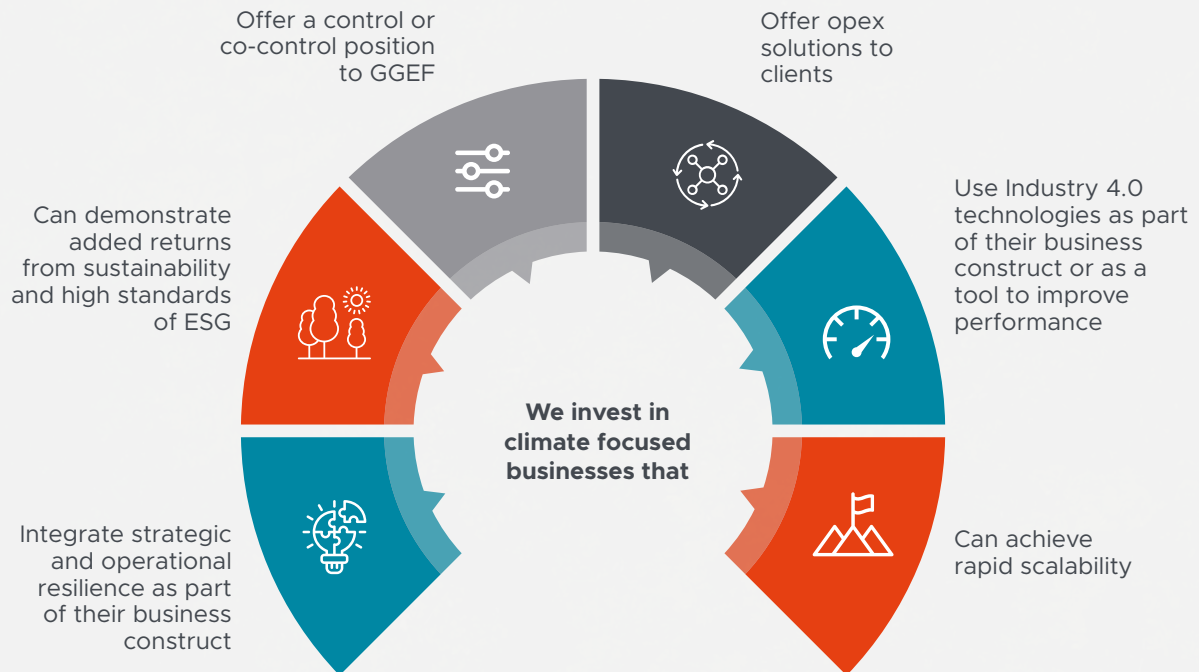 Offer a control or
co-control position
to GGEF
Offer opex
solutions to
clients
Can demonstrate
added returns
from sustainability
and high standards
of ESG
Use Industry 4.0
technologies as part
of their business
construct or as a
tool to improve
performance
We invest in
climate focused
businesses that
Integrate strategic
and operational
resilience as part
of their business
construct
Can achieve
rapid scalability